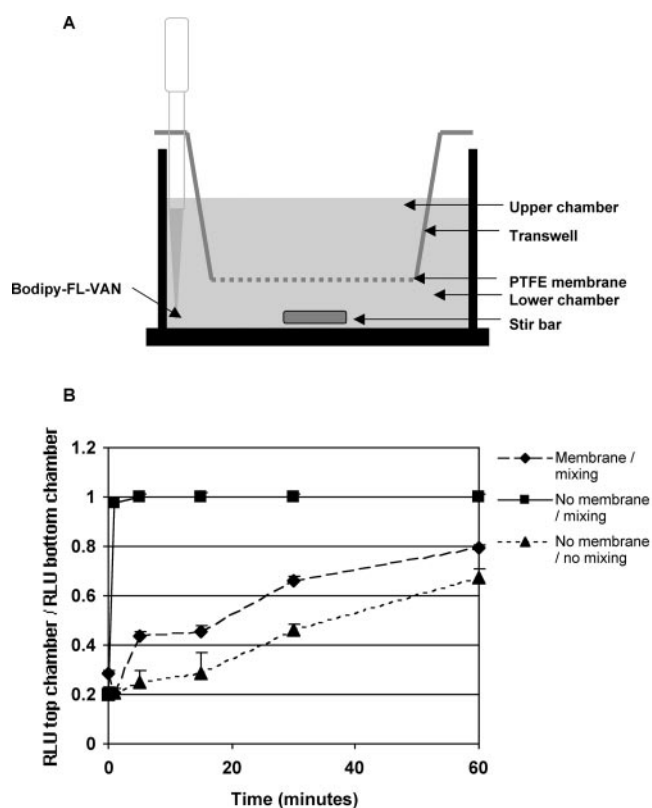 A
Upper chamber
Transwell
PTFE membrane
Bodipy-FL-VAN
Lower chamber
Stir bar
B
RLU top chamber / RLU bottom chamber
1.2
1
0.8
0.6
0.4
0.2
0
0
20
40
60
Time (minutes)
Membrane /
mixing
No membrane
/ mixing
No membrane
/ no mixing